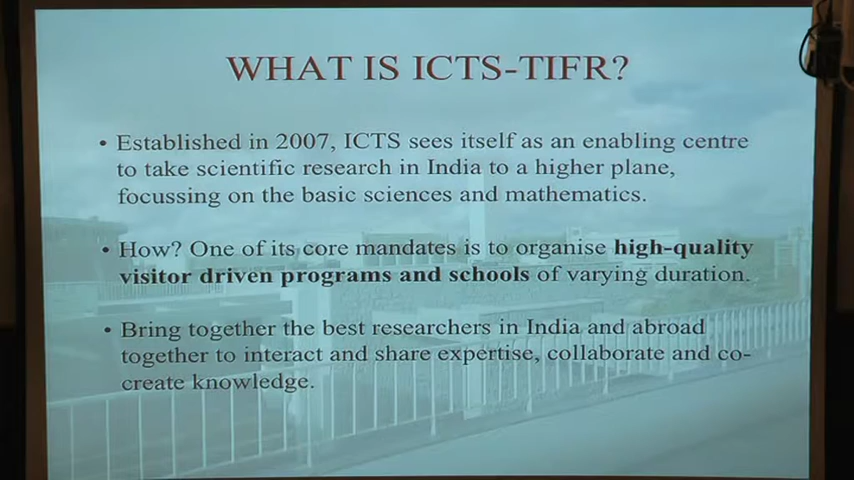 WHAT IS ICTS-TIFR?
• Established in 2007, ICTS sees itself as an enabling centre
to take scientific research in India to a higher plane,
focussing on the basic sciences and mathematics.
• How? One of its core mandates is to organise high-quality
visitor driven programs and schools of varying duration.
• Bring together the best researchers in India and abroad
together to interact and share expertise, collaborate and co-
create knowledge.